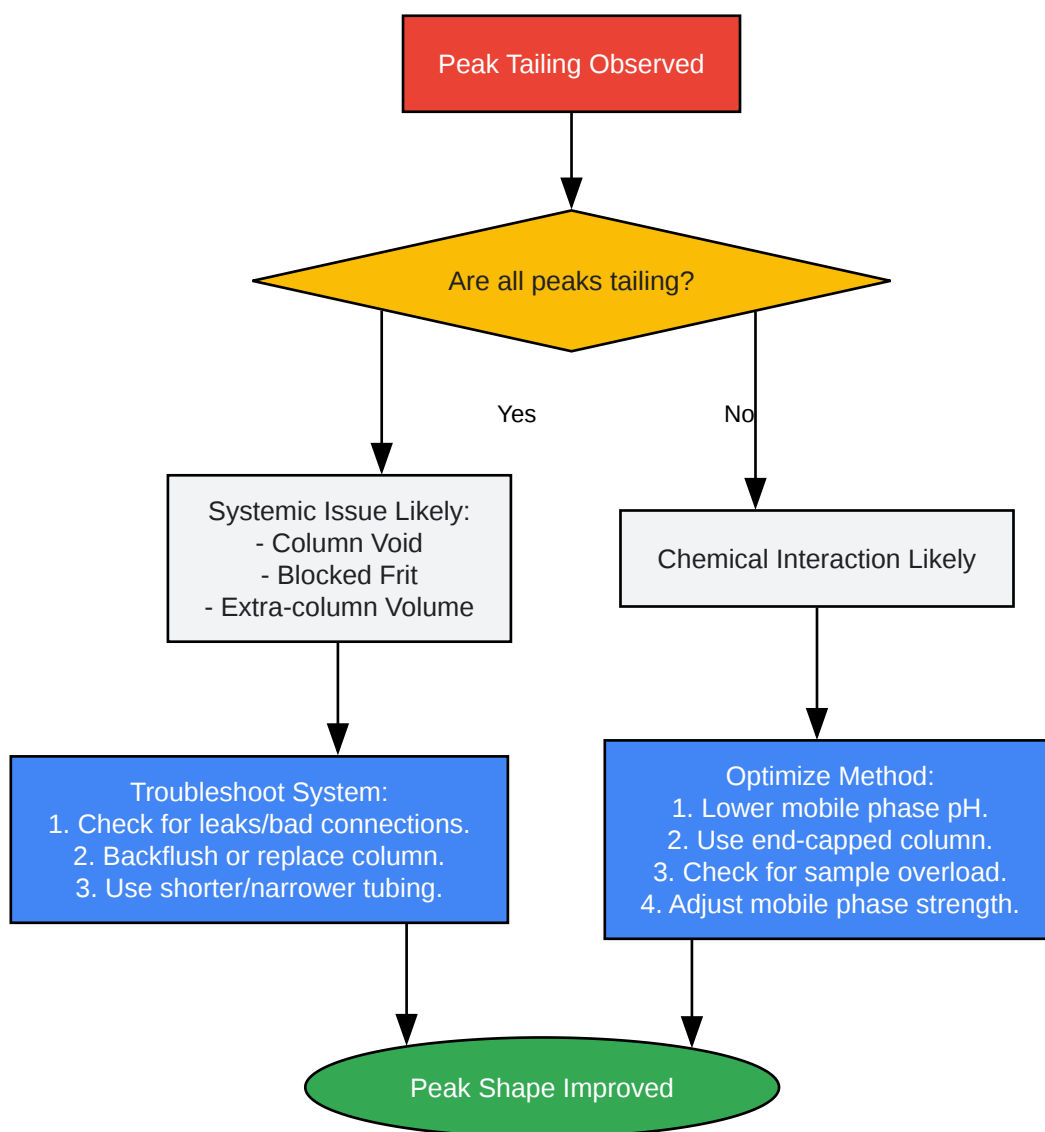 Peak Tailing Observed
Are all peaks tailing?
Yes
No
Systemic Issue Likely:
- Column Void
- Blocked Frit
- Extra-column Volume
Chemical Interaction Likely
Troubleshoot System:
1. Check for leaks/bad connections.
2. Backflush or replace column.
3. Use shorter/narrower tubing.
Optimize Method:
1. Lower mobile phase pH.
2. Use end-capped column.
3. Check for sample overload.
4. Adjust mobile phase strength.
Peak Shape Improved